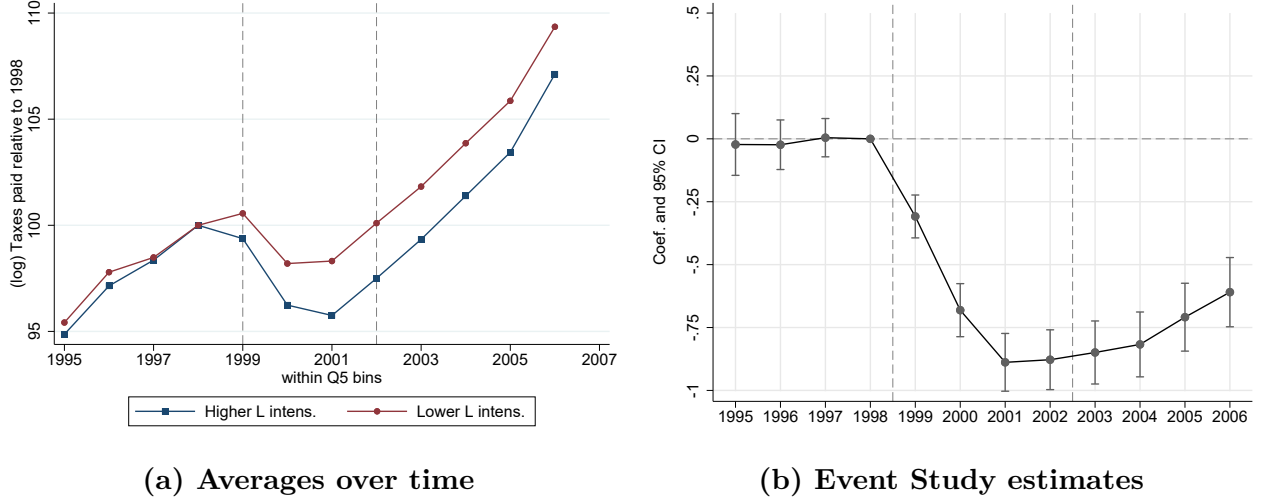 (log) Taxes paid relative to 1998
110
105
100
95
1995 1997 1999 2001 2003 2005 2007
within Q5 bins
Higher L intens. Lower L intens.
(a) Averages over time
Coef. and 95% CI
.5
.25
0
-.25
-.5
-.75
-1
1995 1996 1997 1998 1999 2000 2001 2002 2003 2004 2005 2006
(b) Event Study estimates